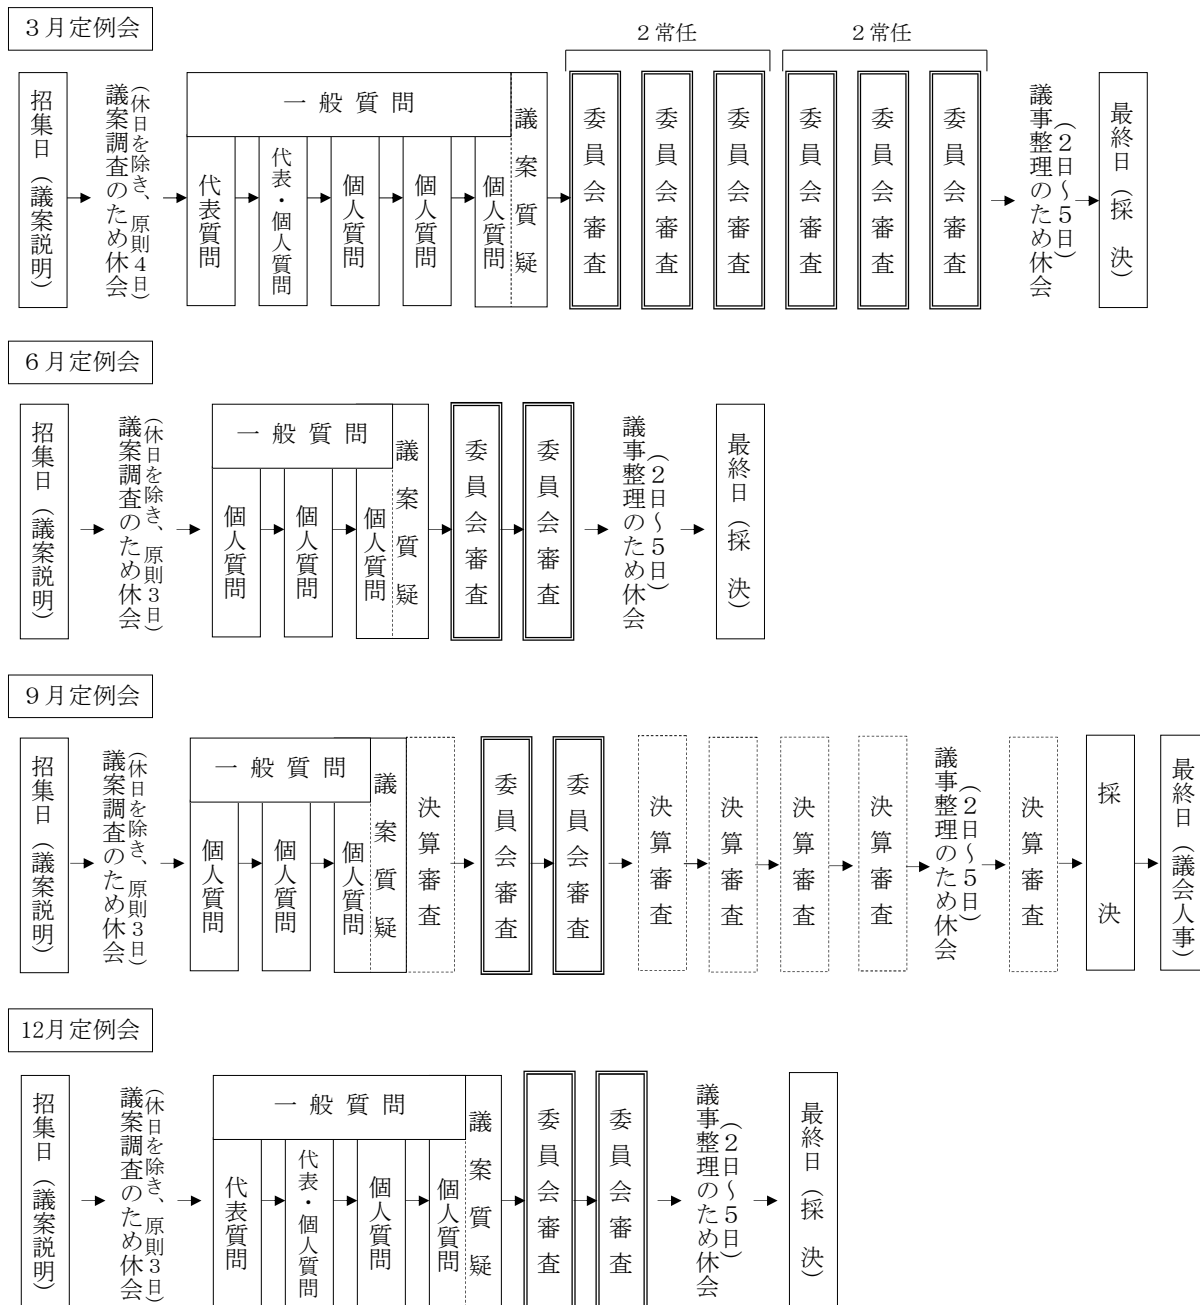 3月定例会
2常任
2常任
招集日(議案説明)
議案調査のため休会
(休日を除き、原則4日)
一般質問
代表質問
代表・個人質問
個人質問
個人質問
個人質問
議案質疑
委員会審査
委員会審査
委員会審査
委員会審査
委員会審査
委員会審査
議事整理のため休会
(2日~5日)
最終日(採決)
6月定例会
招集日(議案説明)
議案調査のため休会
(休日を除き、原則3日)
一般質問
個人質問
個人質問
個人質問
議案質疑
委員会審査
委員会審査
議事整理のため休会
(2日~5日)
最終日(採決)
9月定例会
招集日(議案説明)
議案調査のため休会
(休日を除き、原則3日)
一般質問
個人質問
個人質問
個人質問
議案質疑
決算審査
委員会審査
委員会審査
決算審査
決算審査
決算審査
決算審査
議事整理のため休会
(2日~5日)
決算審査
採決
最終日(議会人事)
12月定例会
招集日(議案説明)
議案調査のため休会
(休日を除き、原則3日)
一般質問
代表質問
代表・個人質問
個人質問
個人質問
議案質疑
委員会審査
委員会審査
議事整理のため休会
(2日~5日)
最終日(採決)